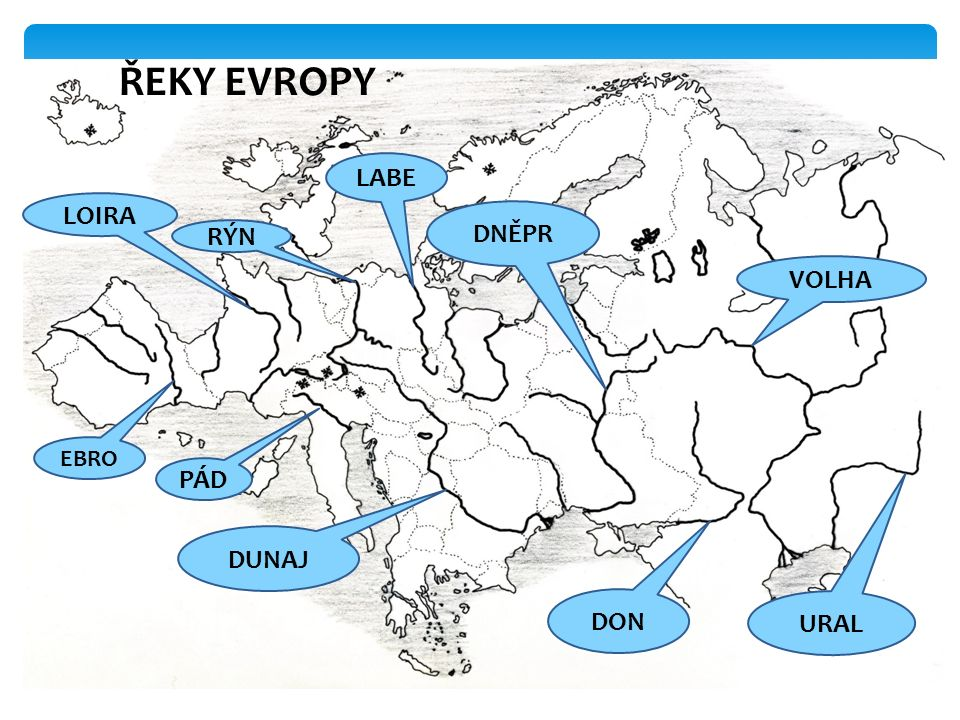 ŘEKY EVROPY
LABE
LOIRA
RÝN
DNĚPR
VOLHA
EBRO
PÁD
DUNAJ
DON
URAL